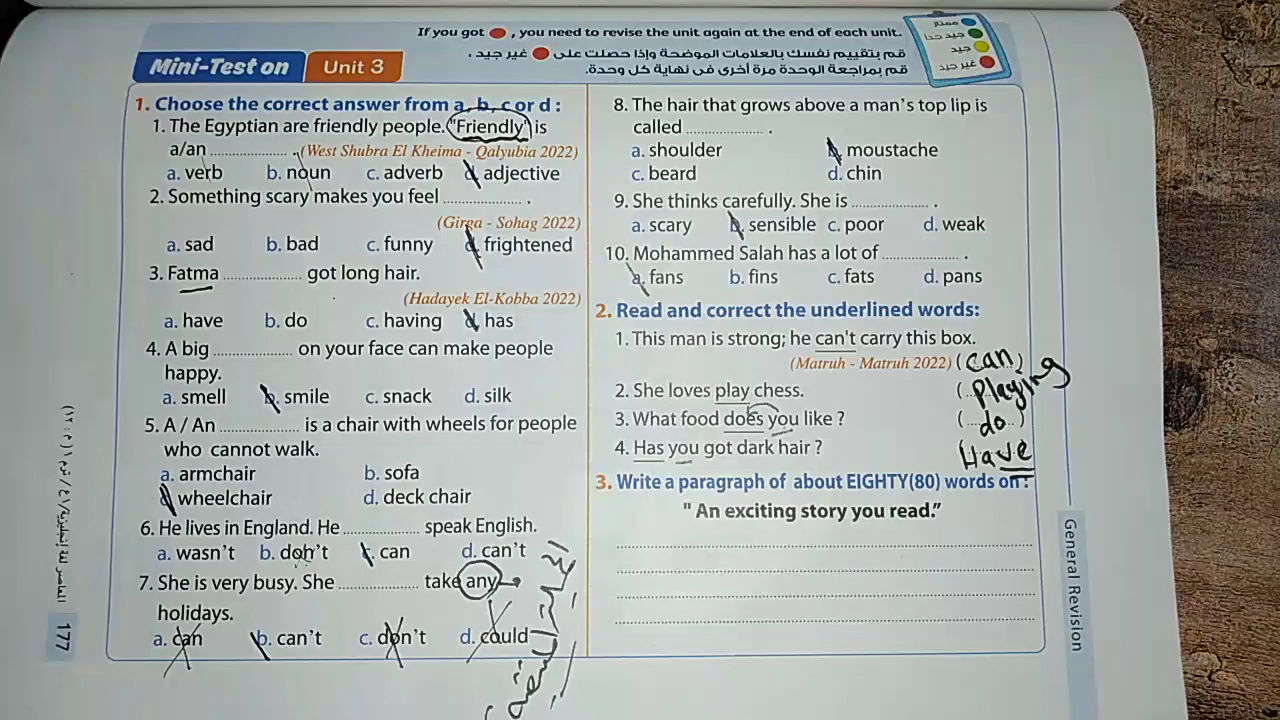 If you got , you need to revise the unit again at the end of each unit.
قم بتقييم نفسك بالعلامات الموضحة وإذا حصلت على غير جيد ،
قم بمراجعة الوحدة مرة أخرى فى نهاية كل وحدة.
ممتاز
جيد جدا
جيد
غير جيد
Mini-Test on Unit 3
1. Choose the correct answer from a, b, c or d :
1. The Egyptian are friendly people. "Friendly" is
a/an .................. . (West Shubra El Kheima - Qalyubia 2022)
a. verb b. noun c. adverb d. adjective
2. Something scary makes you feel .................. .
(Girga - Sohag 2022)
a. sad b. bad c. funny d. frightened
3. Fatma .................. got long hair.
(Hadayek El-Kobba 2022)
a. have b. do c. having d. has
4. A big .................. on your face can make people
happy.
a. smell b. smile c. snack d. silk
5. A / An .................. is a chair with wheels for people
who cannot walk.
a. armchair b. sofa
c. wheelchair d. deck chair
6. He lives in England. He .................. speak English.
a. wasn't b. don't c. can d. can't
7. She is very busy. She .................. take any
holidays.
a. can b. can't c. don't d. could
8. The hair that grows above a man's top lip is
called .................. .
a. shoulder b. moustache
c. beard d. chin
9. She thinks carefully. She is .................. .
a. scary b. sensible c. poor d. weak
10. Mohammed Salah has a lot of .................. .
a. fans b. fins c. fats d. pans
2. Read and correct the underlined words:
1. This man is strong; he can't carry this box.
(Matruh - Matruh 2022) (can)
2. She loves play chess. (Playing
3. What food does you like ? (do)
4. Has you got dark hair ? Have
3. Write a paragraph of about EIGHTY(80) words on :
" An exciting story you read."
General Revision
177